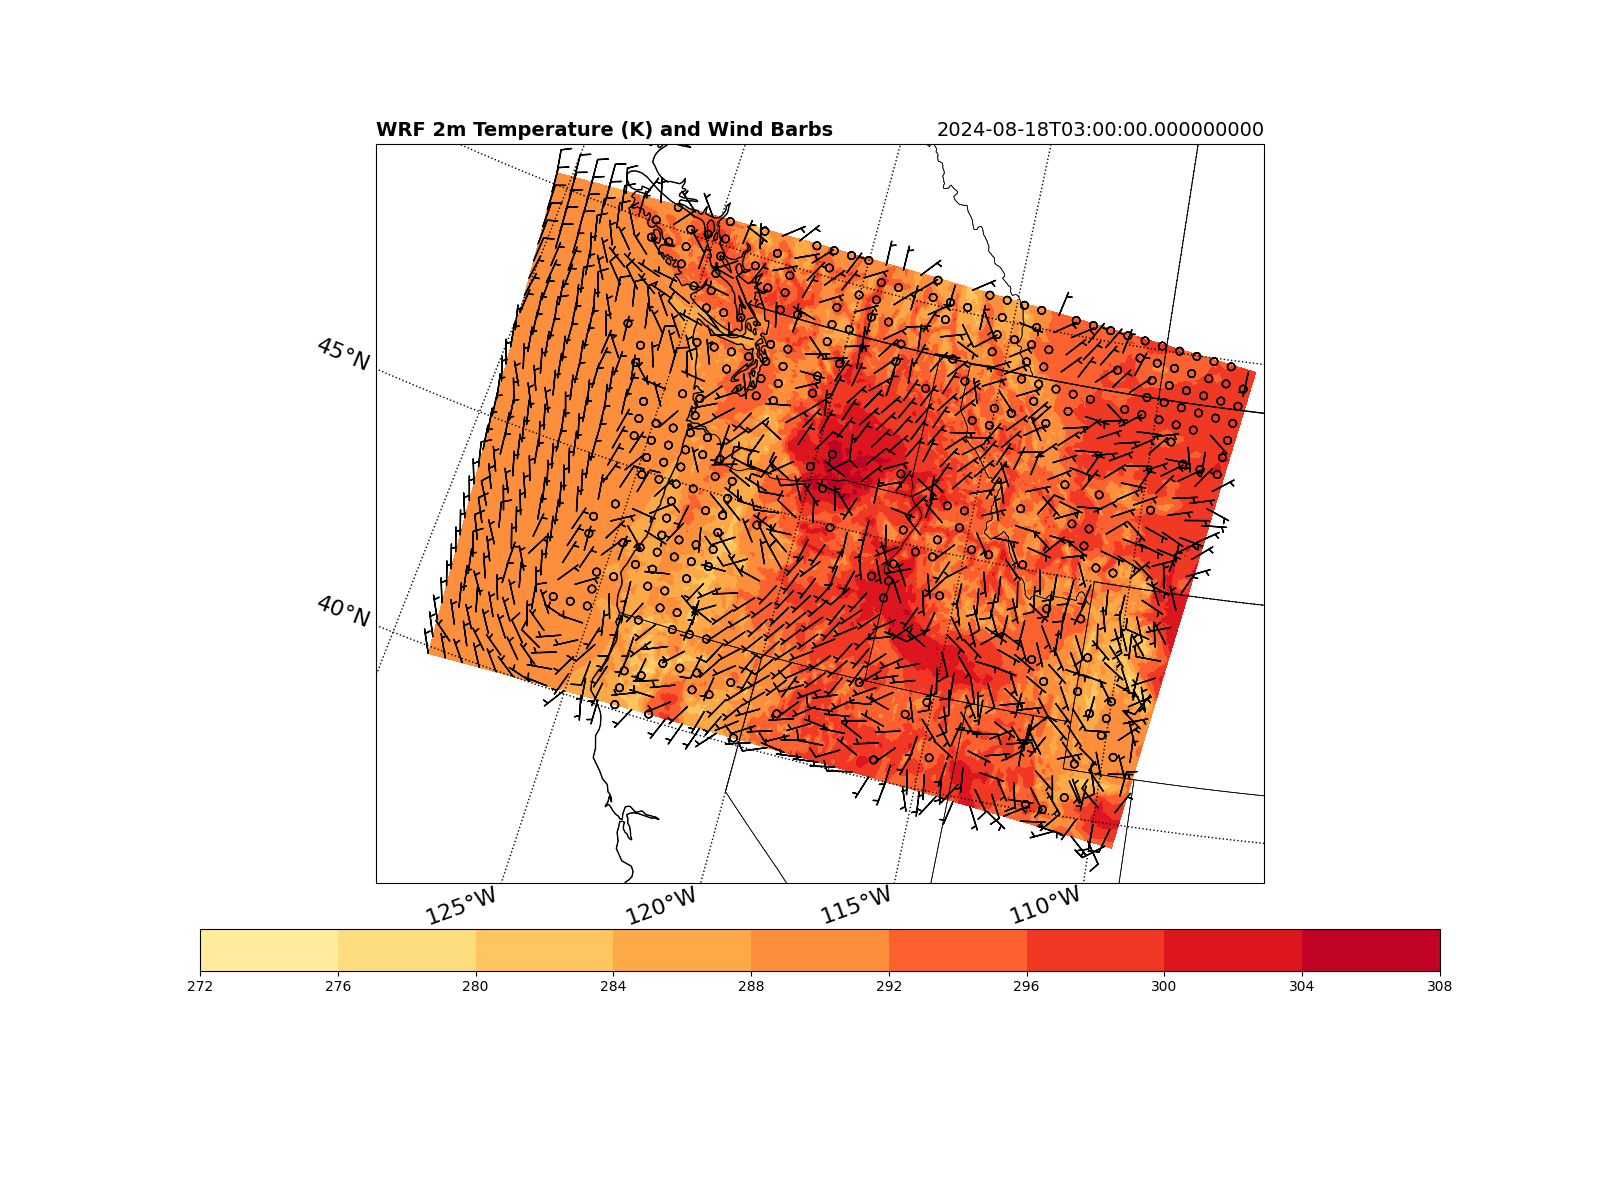 WRF 2m Temperature (K) and Wind Barbs
2024-08-18T03:00:00.000000000
45°N
40°N
125°W
120°W
115°W
110°W
272
276
280
284
288
292
296
300
304
308